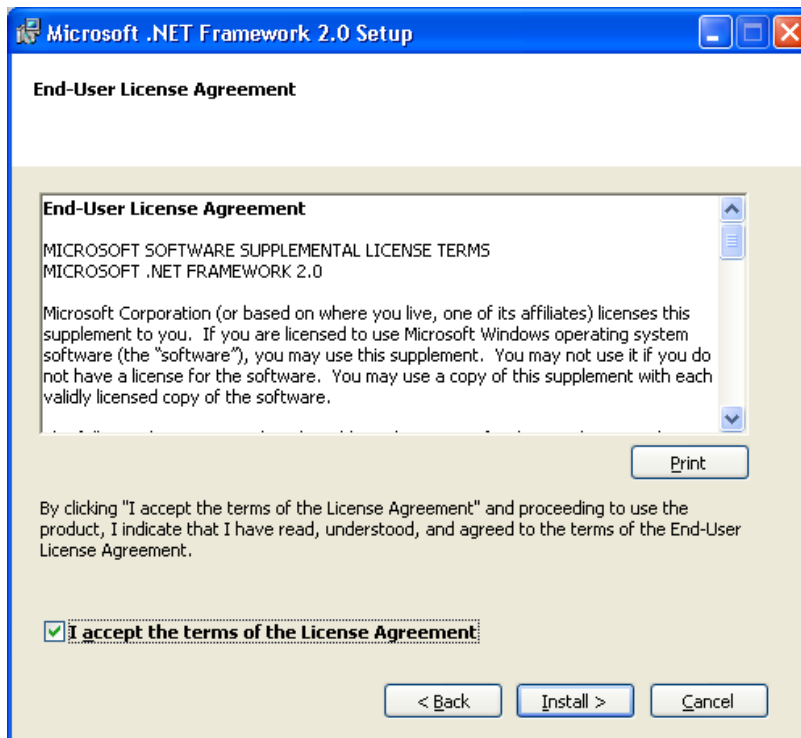 Microsoft .NET Framework 2.0 Setup
End-User License Agreement
End-User License Agreement
MICROSOFT SOFTWARE SUPPLEMENTAL LICENSE TERMS
MICROSOFT .NET FRAMEWORK 2.0
Microsoft Corporation (or based on where you live, one of its affiliates) licenses this
supplement to you.  If you are licensed to use Microsoft Windows operating system
software (the “software”), you may use this supplement.  You may not use it if you do
not have a license for the software.  You may use a copy of this supplement with each
validly licensed copy of the software.
Print
By clicking "I accept the terms of the License Agreement" and proceeding to use the
product, I indicate that I have read, understood, and agreed to the terms of the End-User
License Agreement.
I accept the terms of the License Agreement
< Back
Install >
Cancel